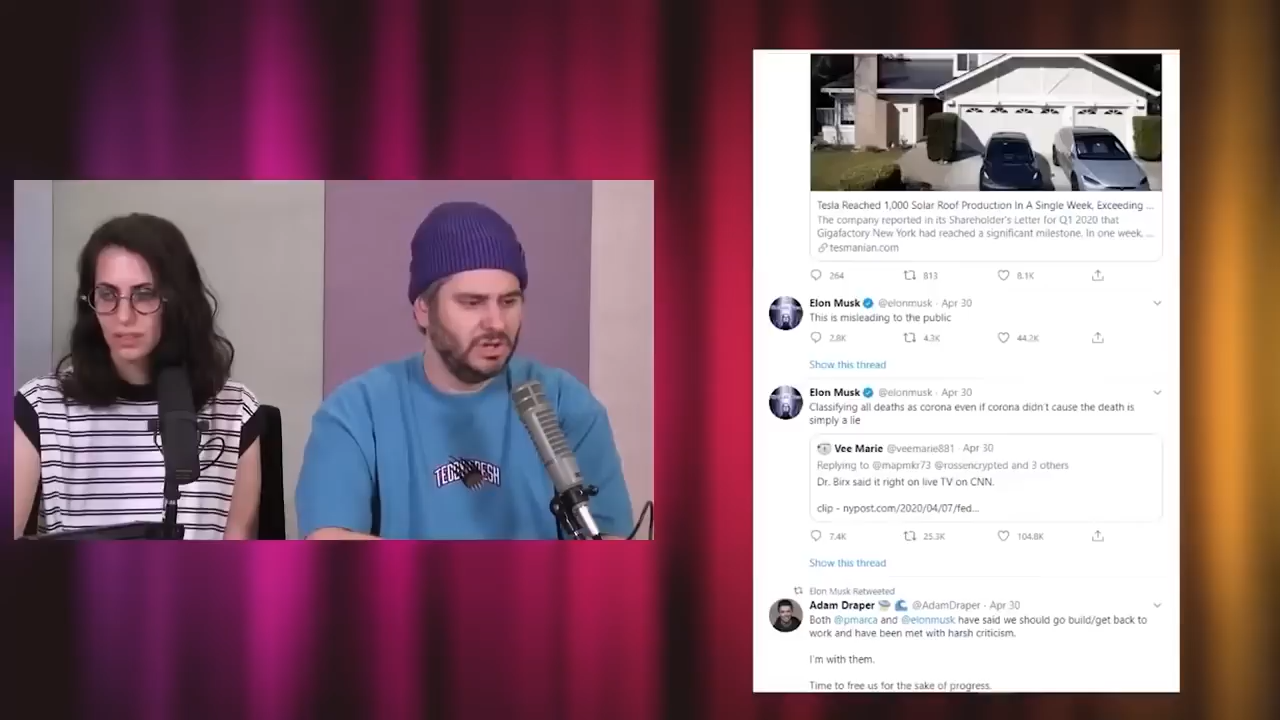 TEDDY FRESH
Tesla Reached 1,000 Solar Roof Production In A Single Week, Exceeding ...
The company reported in its Shareholder's Letter for Q1 2020 that
Gigafactory New York had reached a significant milestone. In one week, ...
tesmanian.com
264 813 8.1K
Elon Musk @elonmusk · Apr 30
This is misleading to the public
2.8K 4.3K 44.2K
Show this thread
Elon Musk @elonmusk · Apr 30
Classifying all deaths as corona even if corona didn't cause the death is
simply a lie
Vee Marie @veemarie881 · Apr 30
Replying to @mapmkr73 @rossencrypted and 3 others
Dr. Birx said it right on live TV on CNN.
clip - nypost.com/2020/04/07/fed...
7.4K 25.3K 104.8K
Show this thread
Elon Musk Retweeted
Adam Draper @AdamDraper · Apr 30
Both @pmarca and @elonmusk have said we should go build/get back to
work and have been met with harsh criticism.
I'm with them.
Time to free us for the sake of progress.